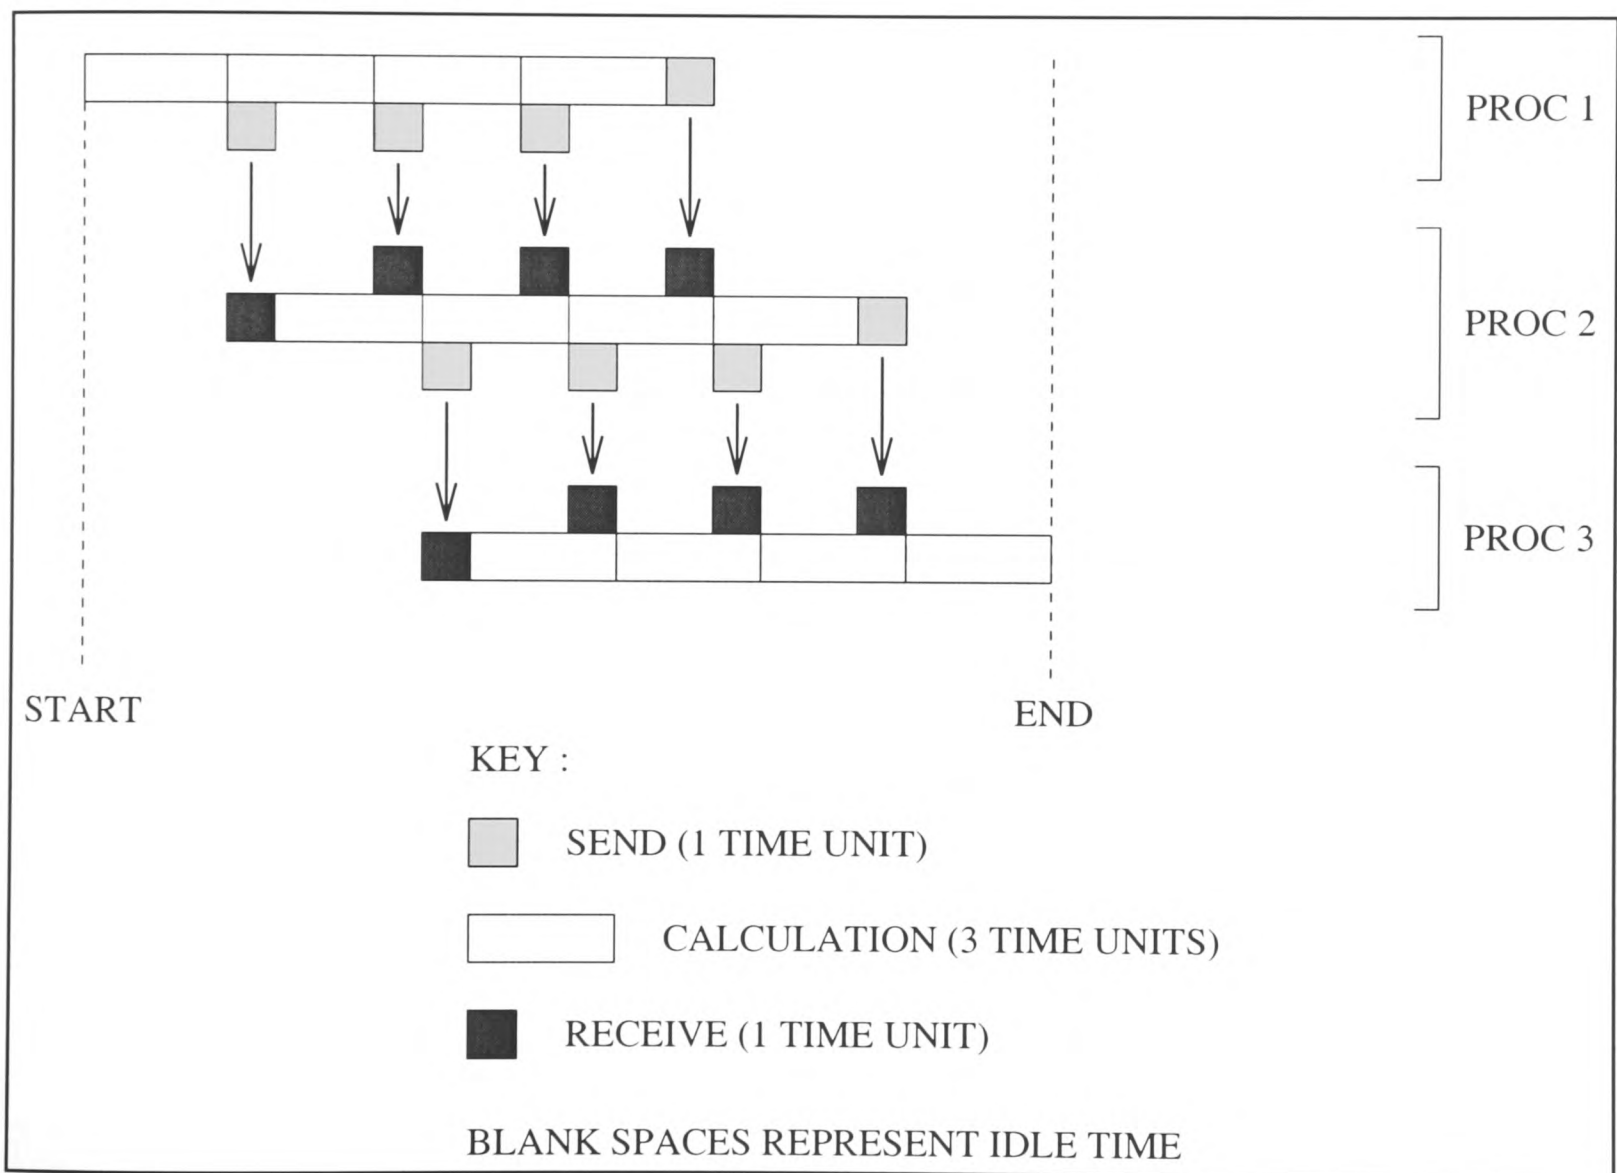 PROC 1
PROC 2
PROC 3
START
END
KEY :
SEND (1 TIME UNIT)
CALCULATION (3 TIME UNITS)
RECEIVE (1 TIME UNIT)
BLANK SPACES REPRESENT IDLE TIME